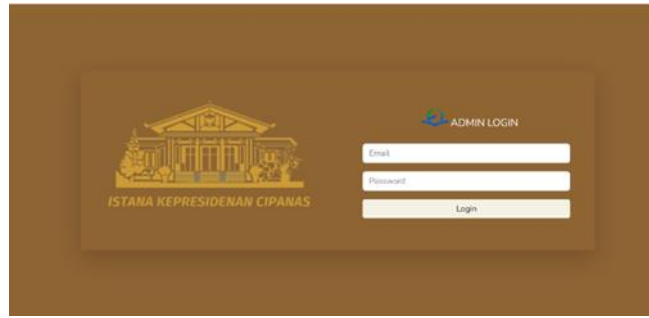 ISTANA KEPRESIDENAN CIPANAS
ADMIN LOGIN
Email
Password
Login